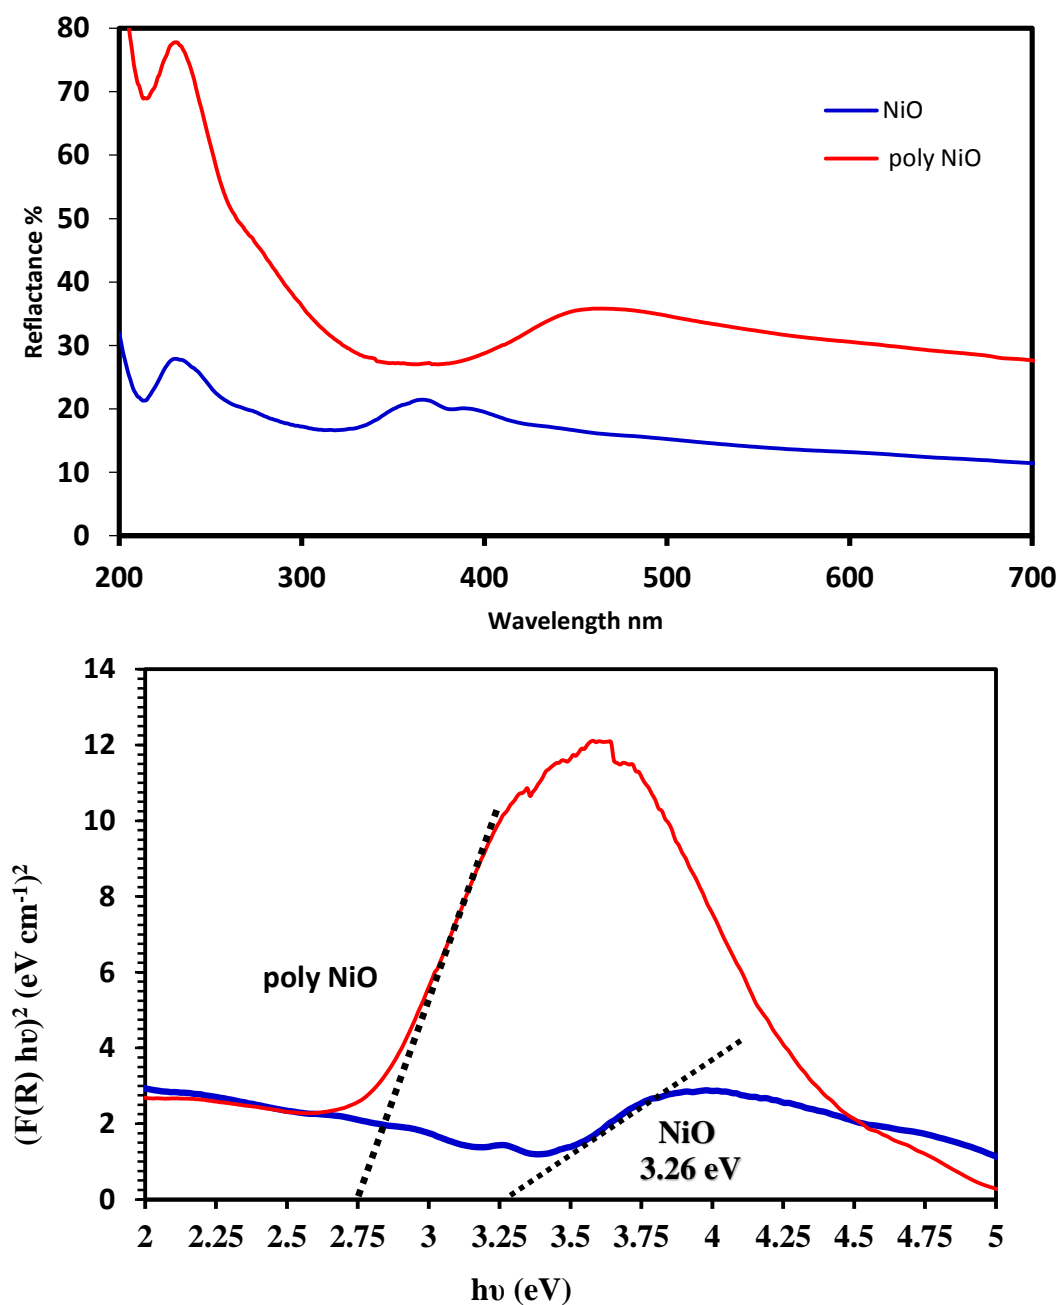 80
70
60
50
40
30
20
10
0
Reflactance %
NiO
poly NiO
200 300 400 500 600 700
Wavelength nm
14
12
10
8
6
4
2
0
(F(R) hυ)² (eV cm⁻¹)²
poly NiO
NiO
3.26 eV
2 2.25 2.5 2.75 3 3.25 3.5 3.75 4 4.25 4.5 4.75 5
hυ (eV)